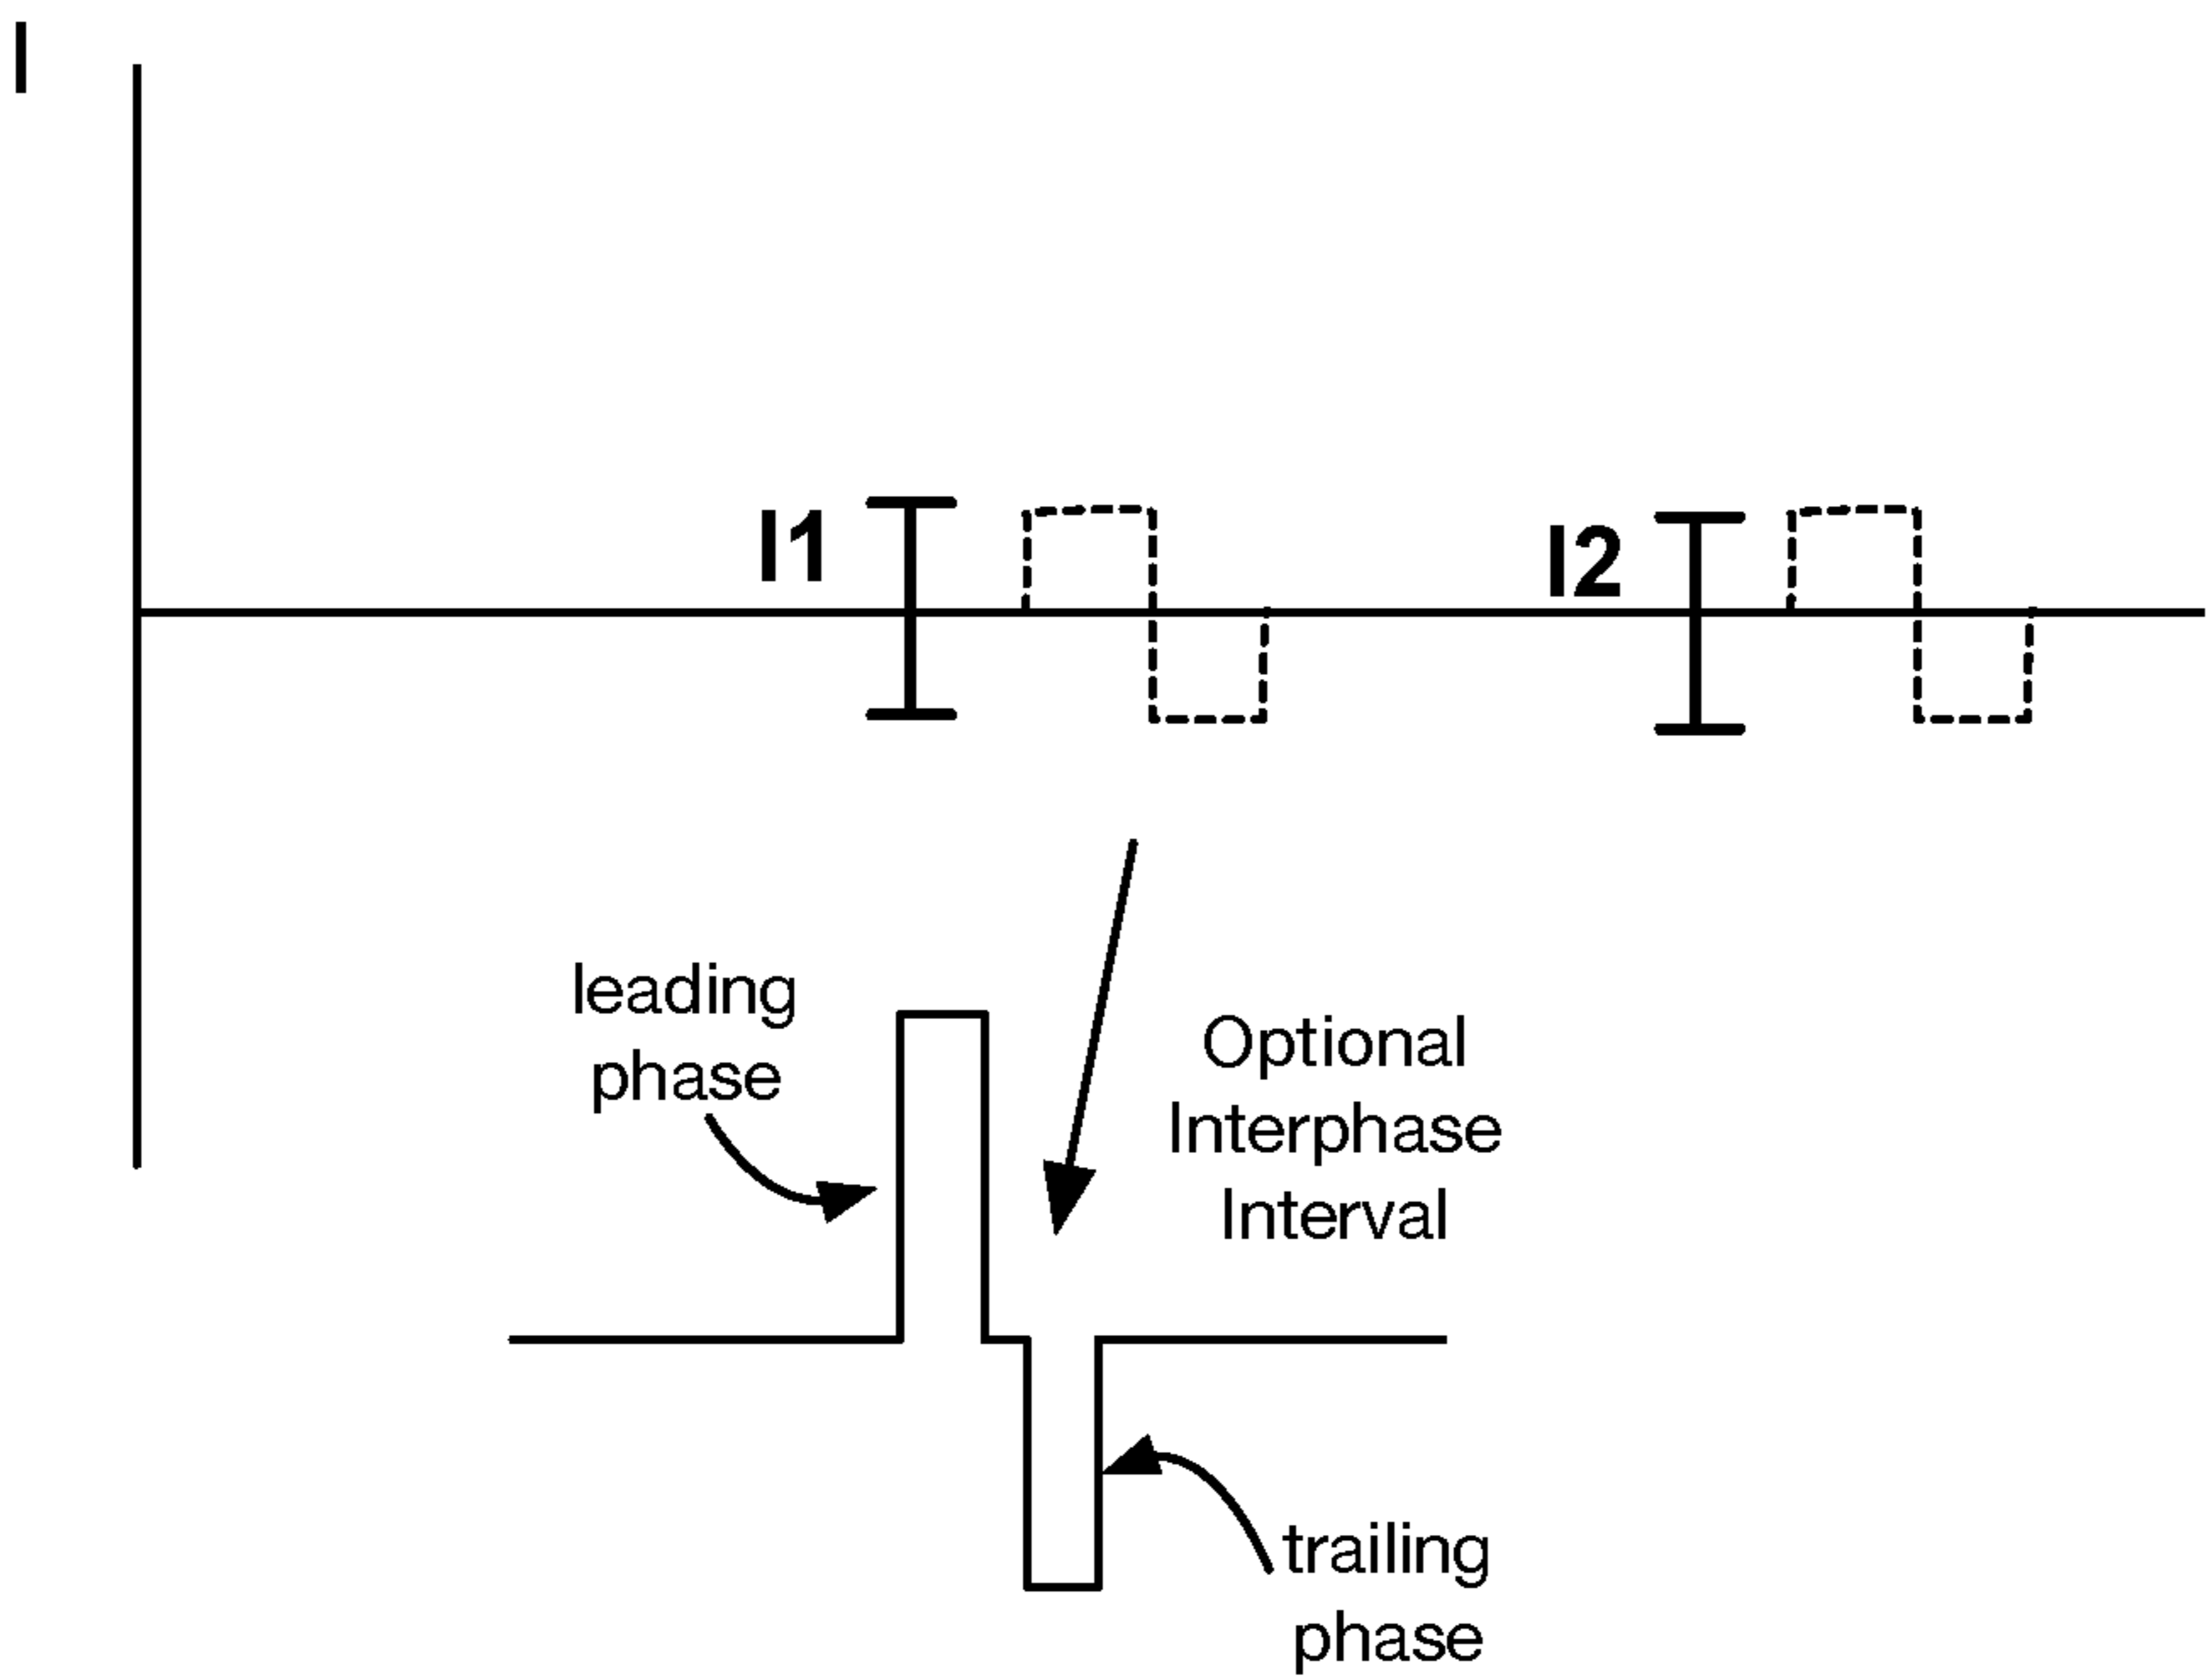 I
I1
I2
leading
phase
Optional
Interphase
Interval
trailing
phase